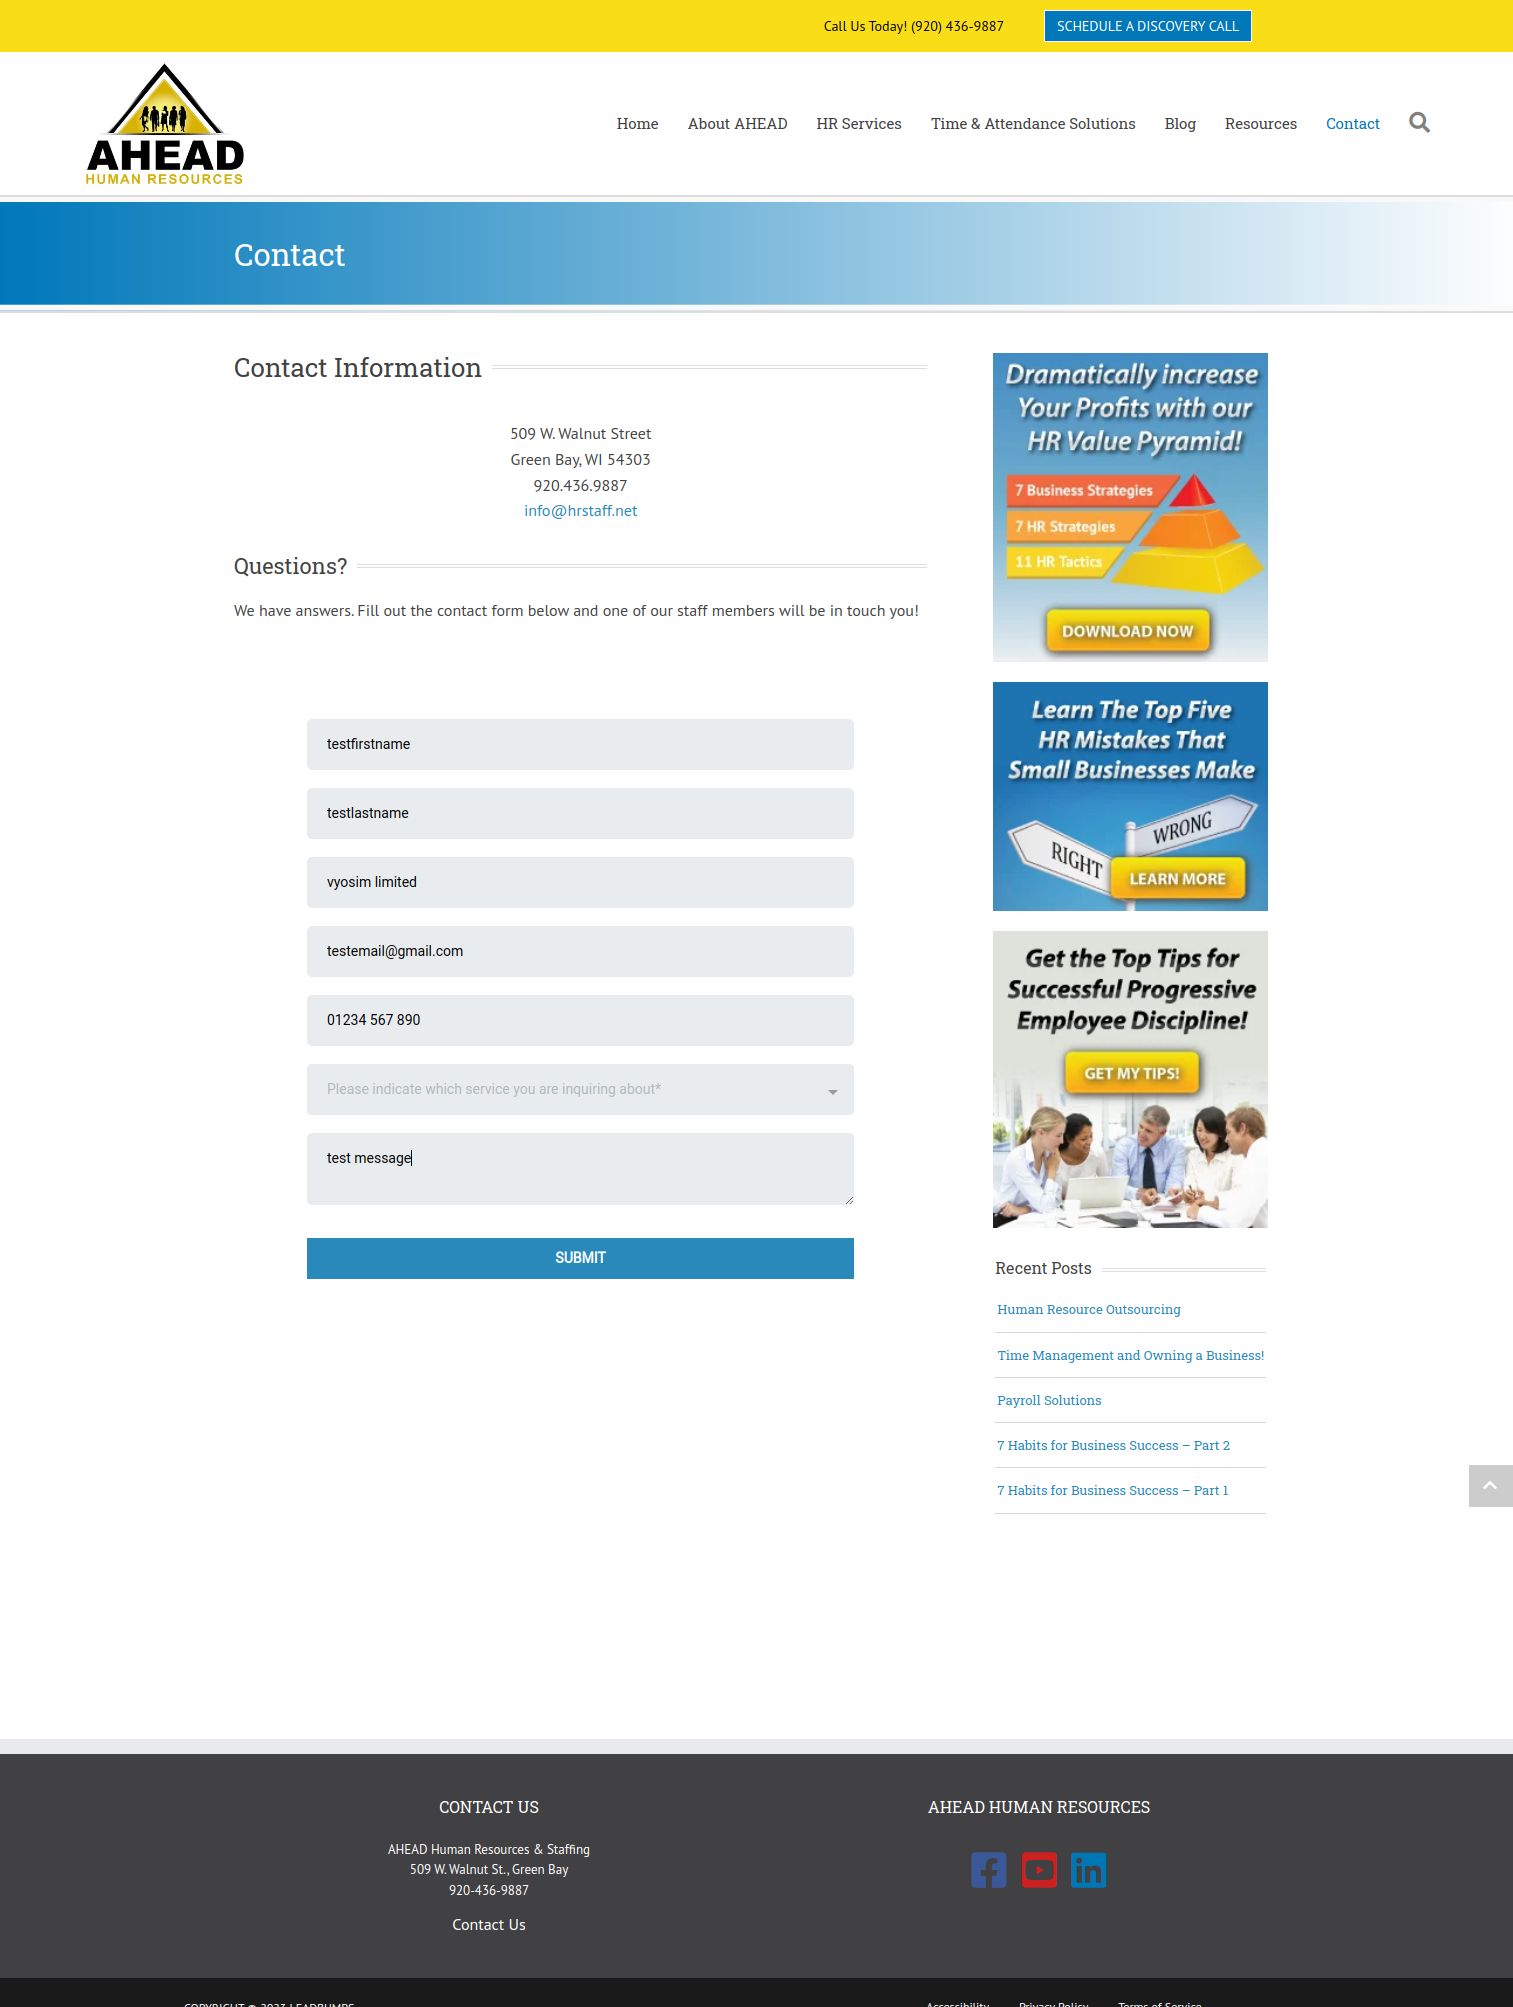 Call Us Today! (920) 436-9887
SCHEDULE A DISCOVERY CALL
AHEAD
HUMAN RESOURCES
Home
About AHEAD
HR Services
Time & Attendance Solutions
Blog
Resources
Contact
Contact
Contact Information
509 W. Walnut Street
Green Bay, WI 54303
920.436.9887
info@hrstaff.net
Questions?
We have answers. Fill out the contact form below and one of our staff members will be in touch you!
testfirstname
testlastname
vyosim limited
testemail@gmail.com
01234 567 890
Please indicate which service you are inquiring about*
test message
SUBMIT
Dramatically increase
Your Profits with our
HR Value Pyramid!
7 Business Strategies
7 HR Strategies
11 HR Tactics
DOWNLOAD NOW
Learn The Top Five
HR Mistakes That
Small Businesses Make
WRONG
RIGHT
LEARN MORE
Get the Top Tips for
Successful Progressive
Employee Discipline!
GET MY TIPS!
Recent Posts
Human Resource Outsourcing
Time Management and Owning a Business!
Payroll Solutions
7 Habits for Business Success – Part 2
7 Habits for Business Success – Part 1
CONTACT US
AHEAD Human Resources & Staffing
509 W. Walnut St., Green Bay
920-436-9887
Contact Us
AHEAD HUMAN RESOURCES
COPYRIGHT © 2023 LEADBUMPS
Accessibility
Privacy Policy
Terms of Service